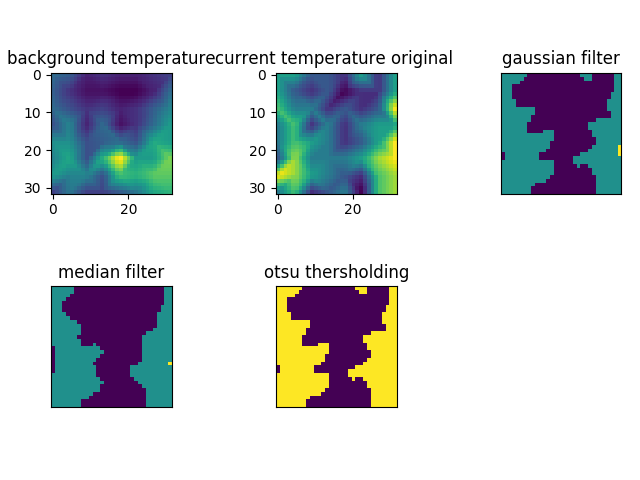 background temperature
current temperature original
gaussian filter
0
10
20
30
0
20
0
10
20
30
0
20
median filter
otsu thersholding